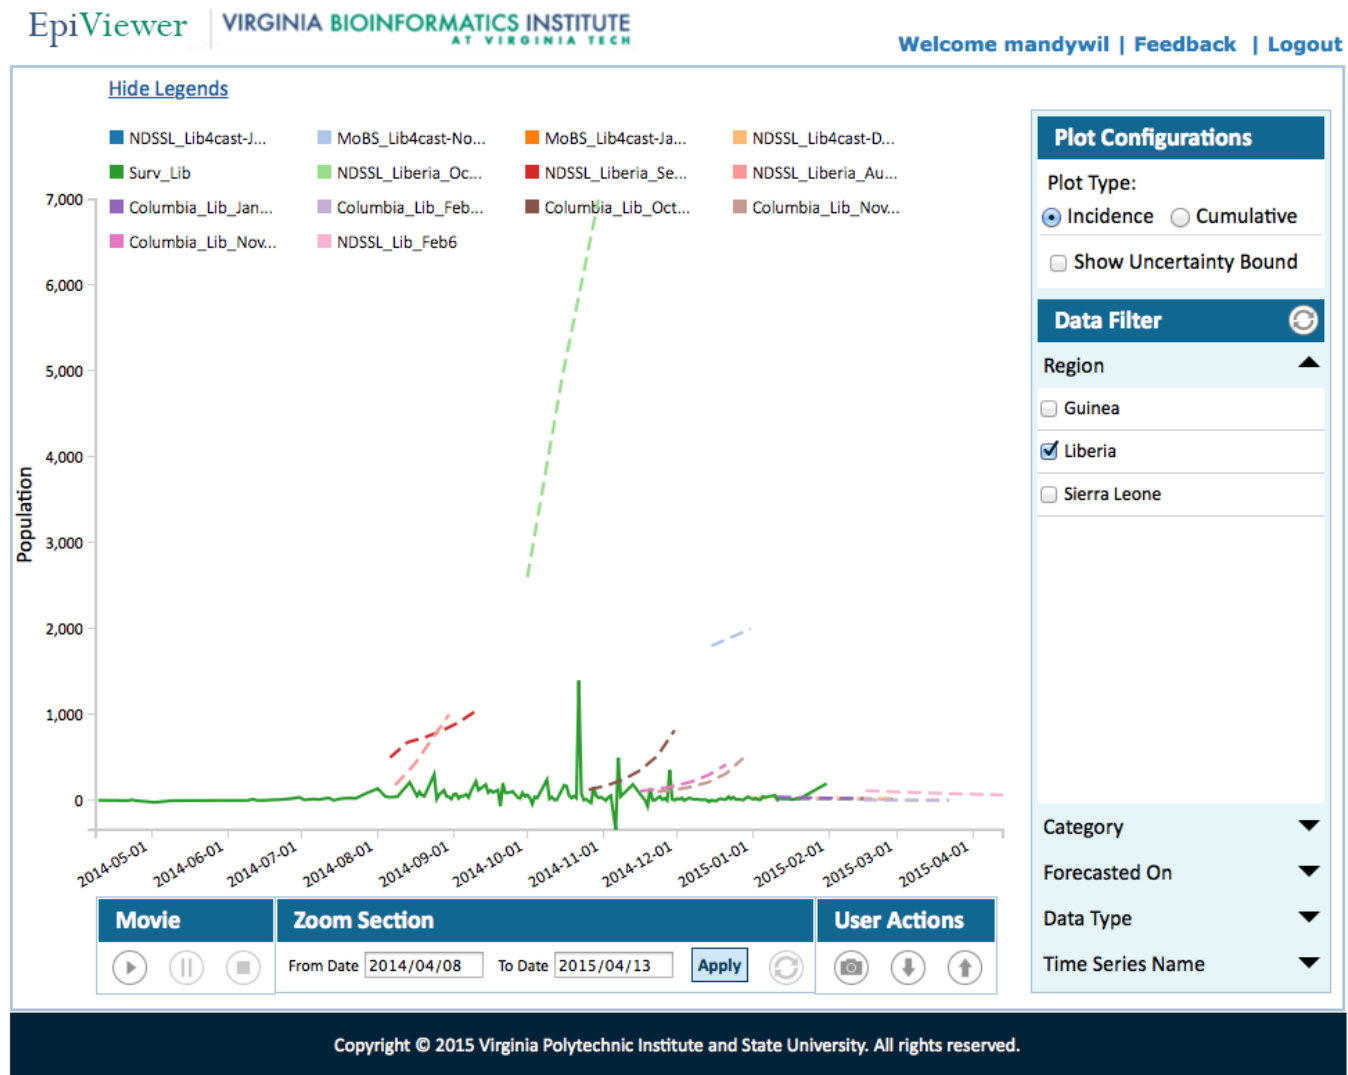 EpiViewer
VIRGINIA BIOINFORMATICS INSTITUTE
AT VIRGINIA TECH
Welcome mandywil | Feedback | Logout
Hide Legends
NDSSL_Lib4cast-J... MoBS_Lib4cast-No... MoBS_Lib4cast-Ja... NDSSL_Lib4cast-D...
Surv_Lib NDSSL_Liberia_Oc... NDSSL_Liberia_Se... NDSSL_Liberia_Au...
Columbia_Lib_Jan... Columbia_Lib_Feb... Columbia_Lib_Oct... Columbia_Lib_Nov...
Columbia_Lib_Nov... NDSSL_Lib_Feb6
7,000
6,000
5,000
4,000
3,000
2,000
1,000
0
Population
2014-05-01 2014-06-01 2014-07-01 2014-08-01 2014-09-01 2014-10-01 2014-11-01 2014-12-01 2015-01-01 2015-02-01 2015-03-01 2015-04-01
Plot Configurations
Plot Type:
Incidence Cumulative
Show Uncertainty Bound
Data Filter
Region
Guinea
Liberia
Sierra Leone
Category
Forecasted On
Data Type
Time Series Name
Movie
Zoom Section
From Date 2014/04/08 To Date 2015/04/13 Apply
User Actions
Copyright © 2015 Virginia Polytechnic Institute and State University. All rights reserved.